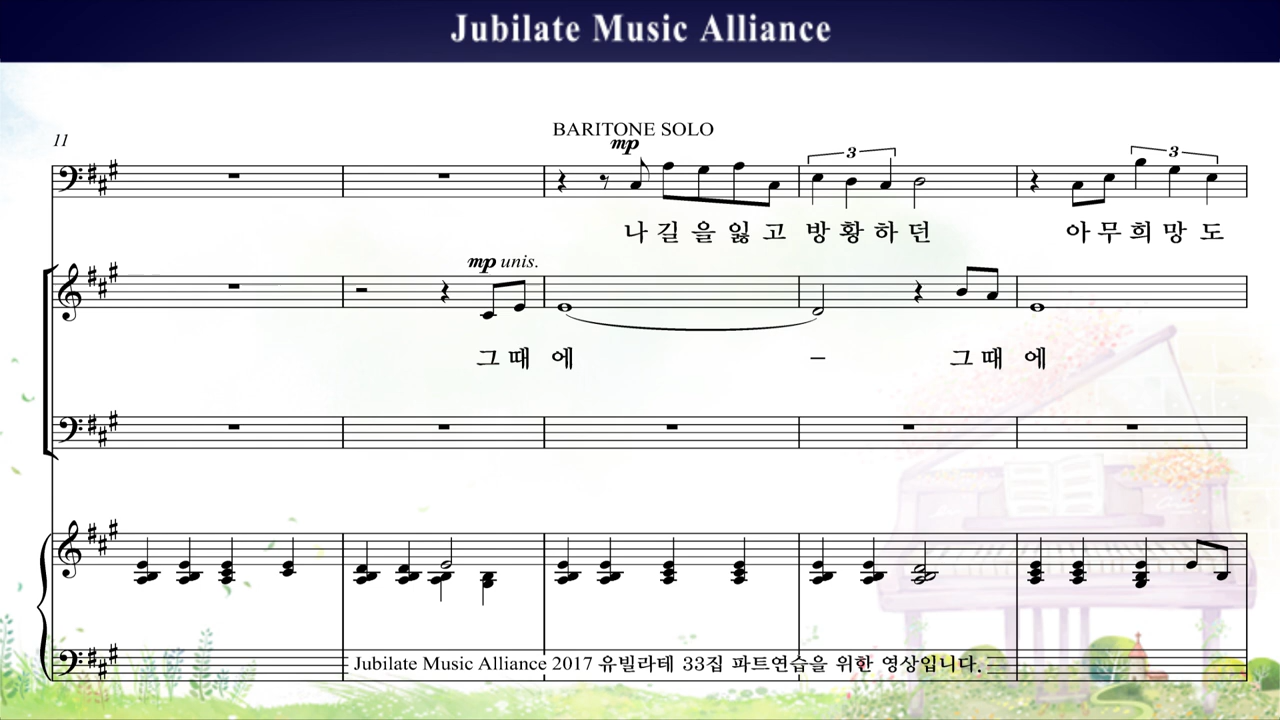 Jubilate Music Alliance
BARITONE SOLO
11
mp
3
3
나 길 을 잃 고 방 황 하 던 아 무 희 망 도
mp unis.
그 때 에 – 그 때 에
Jubilate Music Alliance 2017 유빌라테 33집 파트연습을 위한 영상입니다.